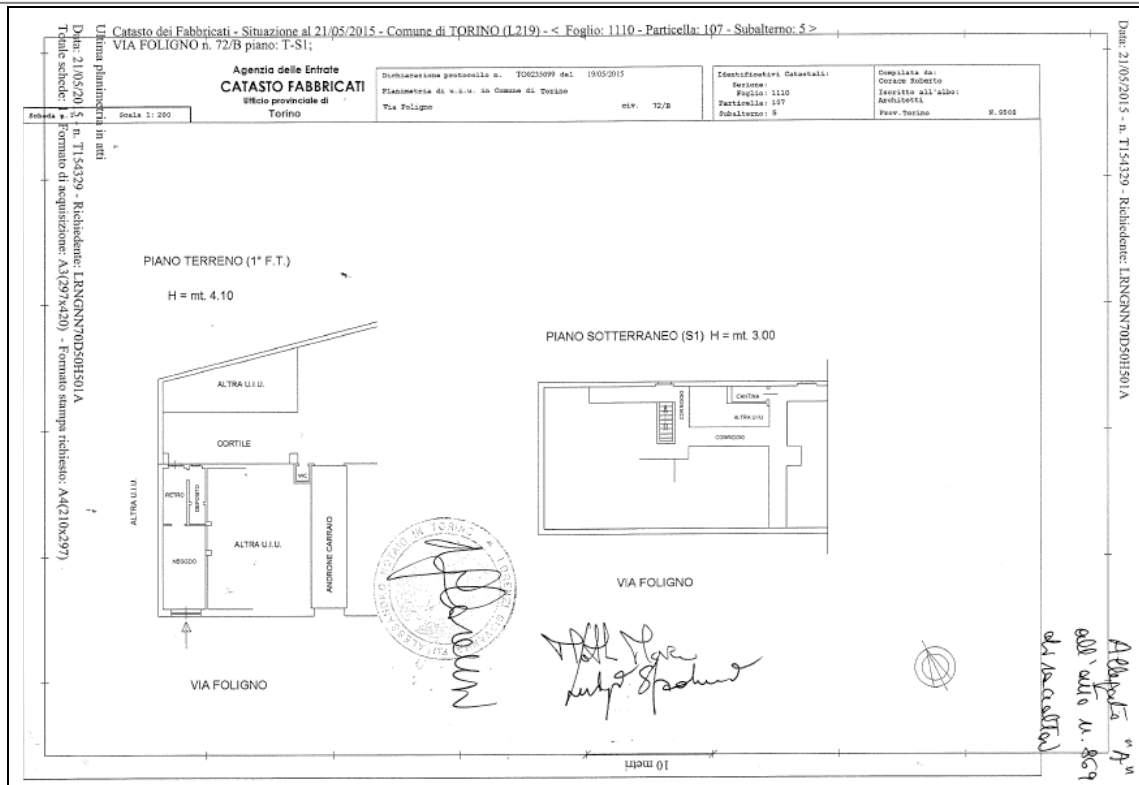 Catasto dei Fabbricati - Situazione al 21/05/2015 - Comune di TORINO (L219) - < Foglio: 1110 - Particella: 107 - Subalterno: 5 >
VIA FOLIGNO n. 72/B piano: T-S1;
Agenzia delle Entrate
CATASTO FABBRICATI
Ufficio provinciale di
Torino
Scheda n. 1
Scala 1: 200
Dichiarazione protocollo n. TO0235099 del 19/05/2015
Planimetria di u.i.u. in Comune di Torino
Via Foligno civ. 72/B
Identificativi Catastali:
Sezione:
Foglio: 1110
Particella: 107
Subalterno: 5
Compilata da:
Corace Roberto
Iscritto all'albo:
Architetti
Prov. Torino N. 9508
Ultima planimetria in atti
Data: 21/05/2015 - n. T154329 - Richiedente: LRNGNN70D50H501A
Totale schede: 1 - Formato di acquisizione: A3(297x420) - Formato stampa richiesto: A4(210x297)
Data: 21/05/2015 - n. T154329 - Richiedente: LRNGNN70D50H501A
PIANO TERRENO (1° F.T.)
H = mt. 4.10
ALTRA U.I.U.
CORTILE
ALTRA U.I.U.
RETRO
DEPOSITO
WC
NEGOZIO
ALTRA U.I.U.
ANDRONE CARRAIO
VIA FOLIGNO
PIANO SOTTERRANEO (S1) H = mt. 3.00
CORRIDOIO
CANTINA
ALTRA U.I.U.
CORRIDOIO
VIA FOLIGNO
NOTAIO IN TORINO
10 metri
Allegato "A"
all'atto n. 869
di raccolta